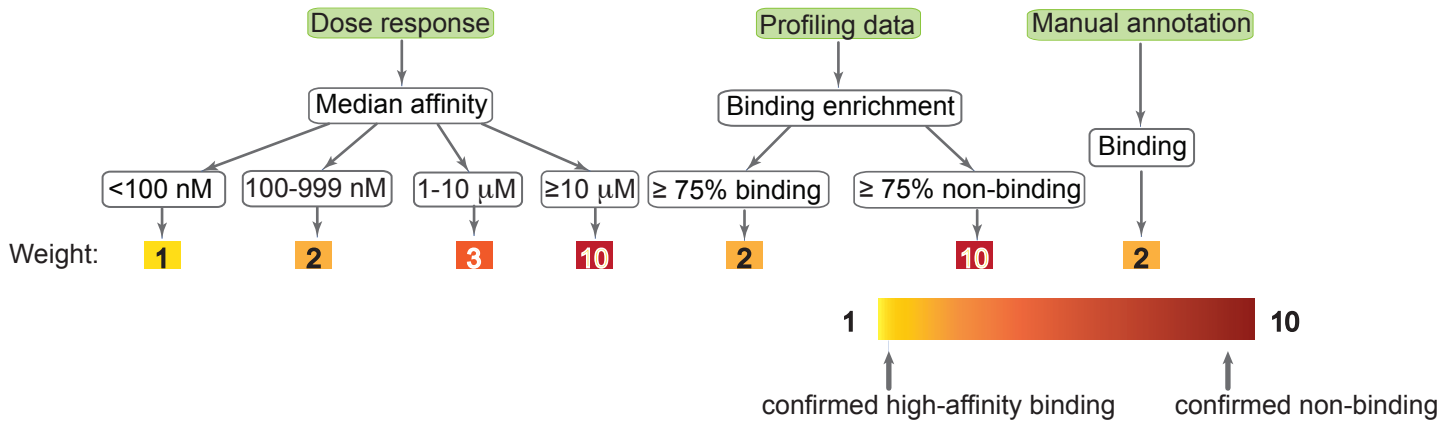 Dose response
Profiling data
Manual annotation
Median affinity
Binding enrichment
Binding
<100 nM
100-999 nM
1-10 μM
≥10 μM
≥ 75% binding
≥ 75% non-binding
Weight:
1
2
3
10
2
10
2
1
10
confirmed high-affinity binding
confirmed non-binding